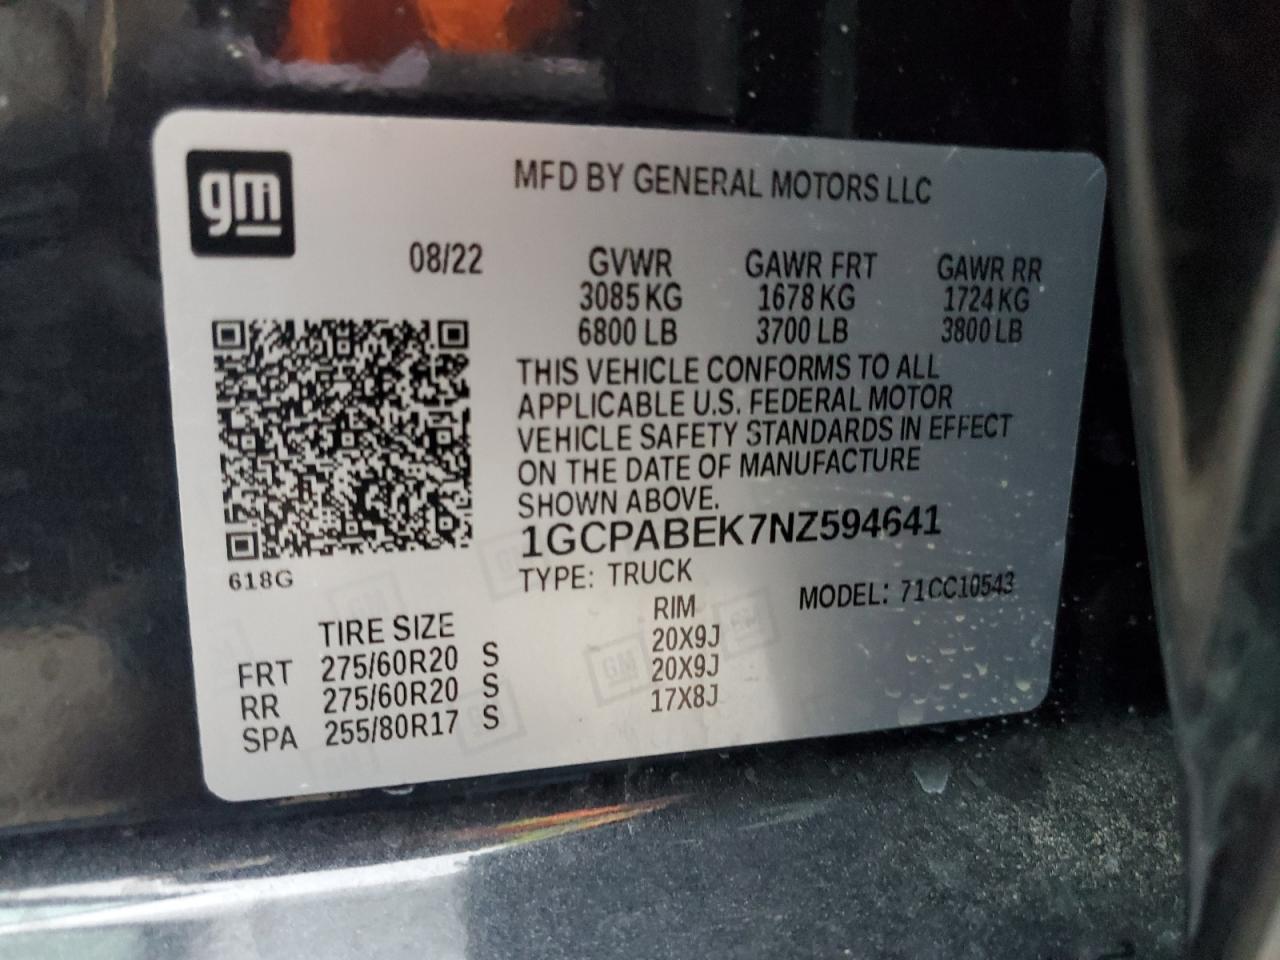 gm
MFD BY GENERAL MOTORS LLC
08/22 GVWR GAWR FRT GAWR RR
3085 KG 1678 KG 1724 KG
6800 LB 3700 LB 3800 LB
THIS VEHICLE CONFORMS TO ALL
APPLICABLE U.S. FEDERAL MOTOR
VEHICLE SAFETY STANDARDS IN EFFECT
ON THE DATE OF MANUFACTURE
SHOWN ABOVE.
1GCPABEK7NZ594641
618G
TYPE: TRUCK MODEL: 71CC10543
TIRE SIZE RIM
FRT 275/60R20 S 20X9J
RR 275/60R20 S 20X9J
SPA 255/80R17 S 17X8J
GM
GM